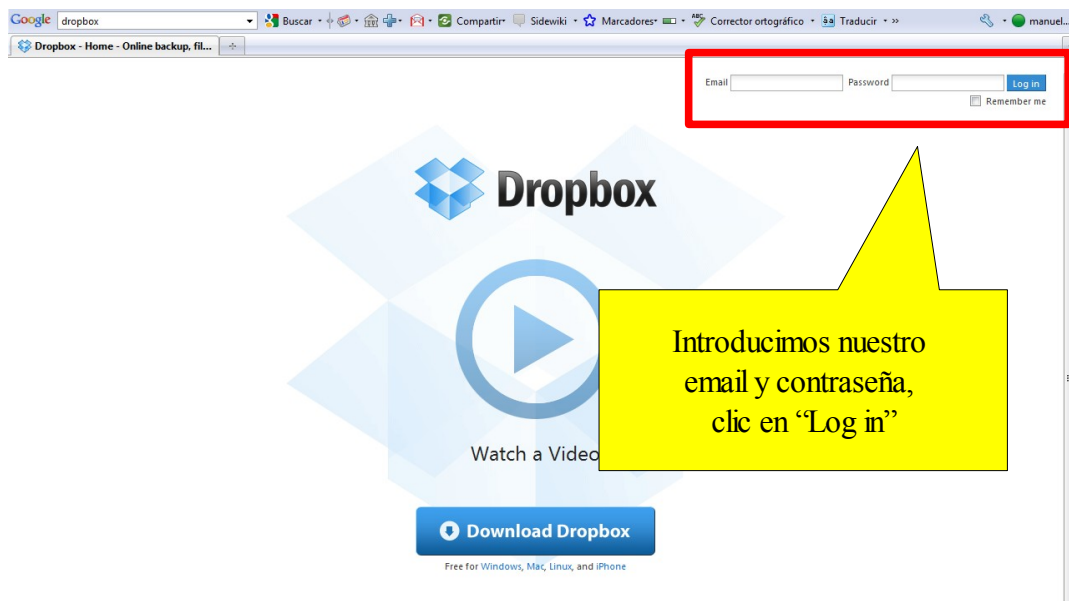 Google dropbox Buscar Compartir Sidewiki Marcadores ABC Corrector ortográfico aä Traducir » manuel...
Dropbox - Home - Online backup, fil...
Email Password Log in
Remember me
Dropbox
Introducimos nuestro
email y contraseña,
clic en “Log in”
Watch a Video
Download Dropbox
Free for Windows, Mac, Linux, and iPhone